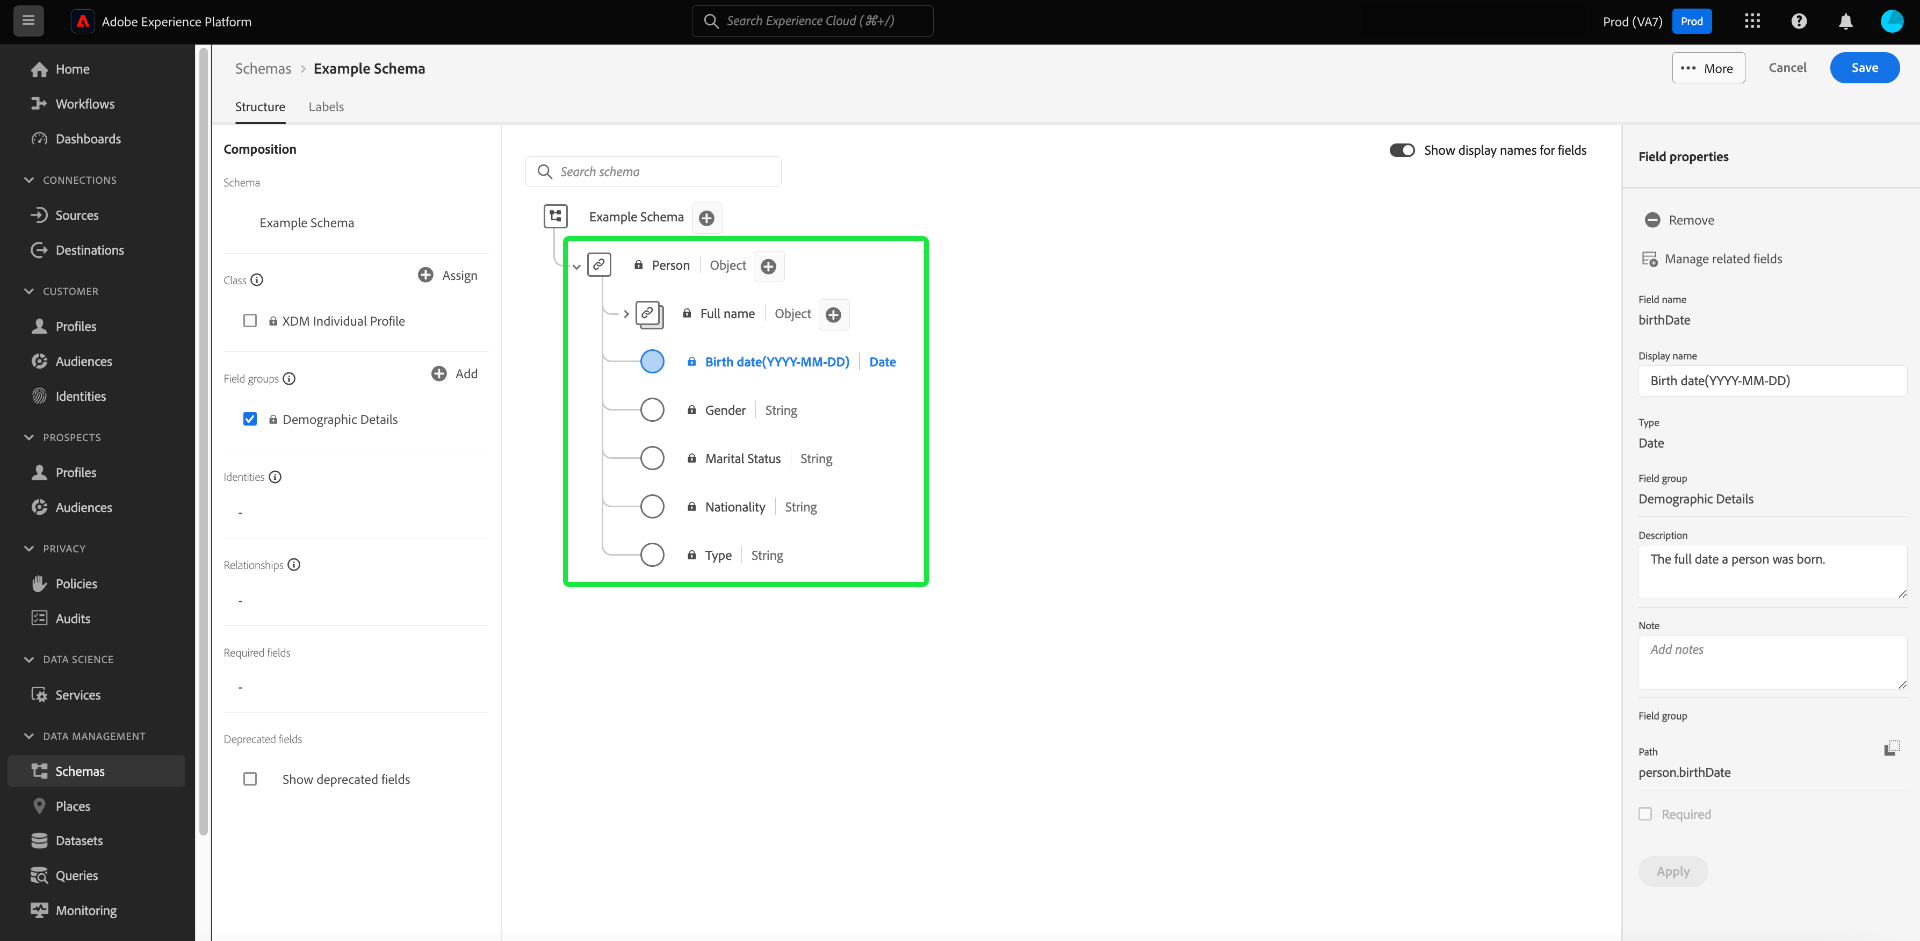 Adobe Experience Platform
Search Experience Cloud (⌘+/)
Prod (VA7)
Prod
Home
Workflows
Dashboards
CONNECTIONS
Sources
Destinations
CUSTOMER
Profiles
Audiences
Identities
PROSPECTS
Profiles
Audiences
PRIVACY
Policies
Audits
DATA SCIENCE
Services
DATA MANAGEMENT
Schemas
Places
Datasets
Queries
Monitoring
Schemas > Example Schema
More
Cancel
Save
Structure
Labels
Composition
Schema
Example Schema
Class
Assign
XDM Individual Profile
Field groups
Add
Demographic Details
Identities
-
Relationships
-
Required fields
-
Deprecated fields
Show deprecated fields
Search schema
Show display names for fields
Example Schema
Person | Object
Full name | Object
Birth date(YYYY-MM-DD) | Date
Gender | String
Marital Status | String
Nationality | String
Type | String
Field properties
Remove
Manage related fields
Field name
birthDate
Display name
Birth date(YYYY-MM-DD)
Type
Date
Field group
Demographic Details
Description
The full date a person was born.
Note
Add notes
Field group
Path
person.birthDate
Required
Apply